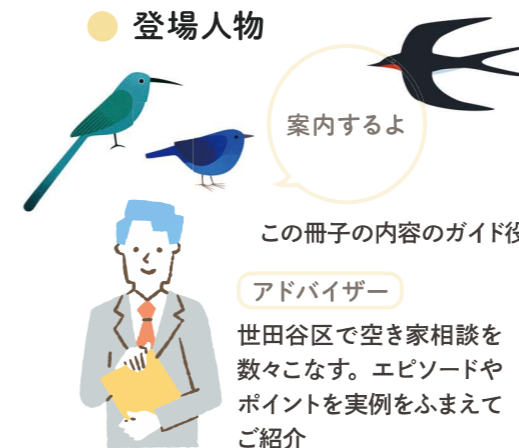 登場人物
案内するよ
この冊子の内容のガイド役
アドバイザー
世田谷区で空き家相談を
数々こなす。エピソードや
ポイントを実例をふまえて
ご紹介